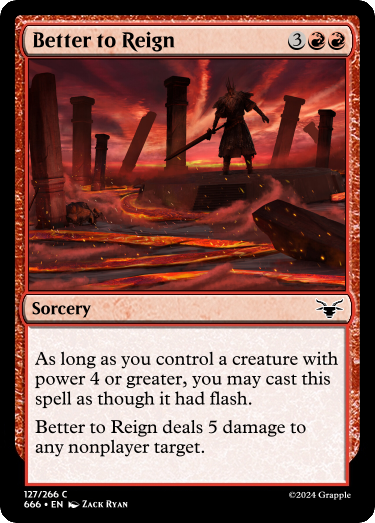 Better to Reign 3
Sorcery
As long as you control a creature with
power 4 or greater, you may cast this
spell as though it had flash.
Better to Reign deals 5 damage to
any nonplayer target.
127/266 C
666 • EN Zack Ryan
©2024 Grapple